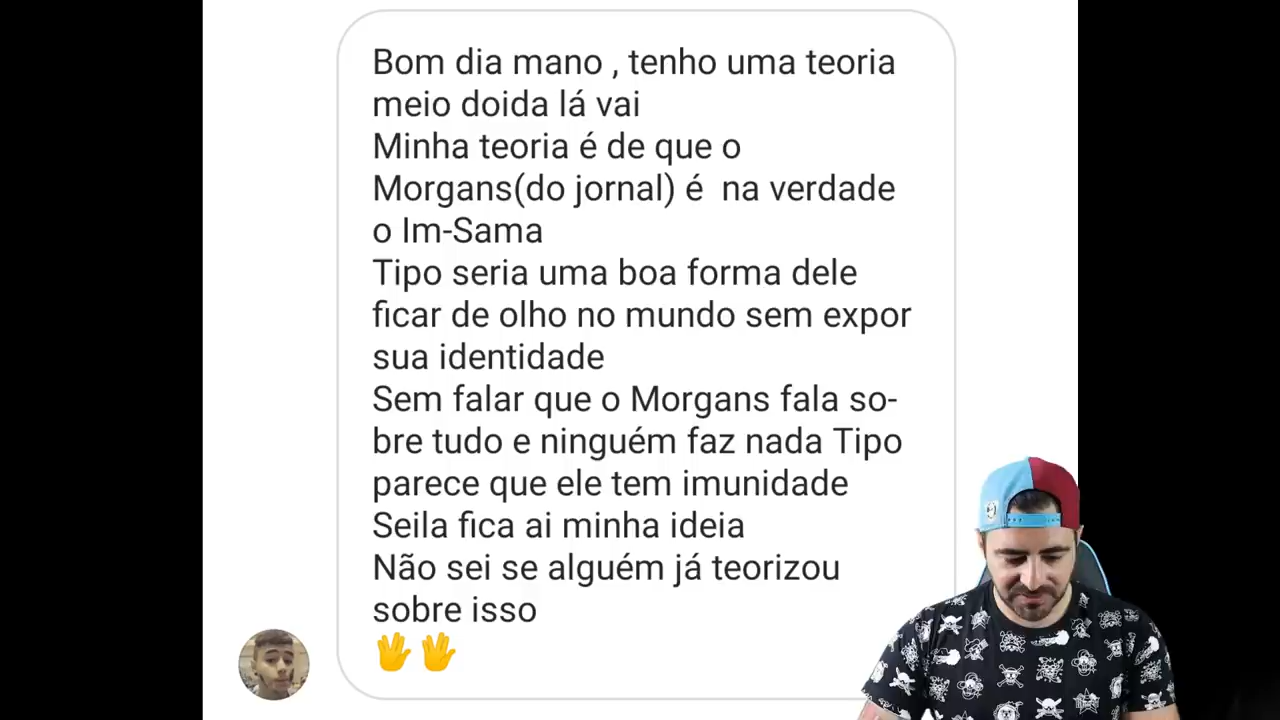 Bom dia mano , tenho uma teoria
meio doida lá vai
Minha teoria é de que o
Morgans(do jornal) é  na verdade
o Im-Sama
Tipo seria uma boa forma dele
ficar de olho no mundo sem expor
sua identidade
Sem falar que o Morgans fala so-
bre tudo e ninguém faz nada Tipo
parece que ele tem imunidade
Seila fica ai minha ideia
Não sei se alguém já teorizou
sobre isso
🖖🖖